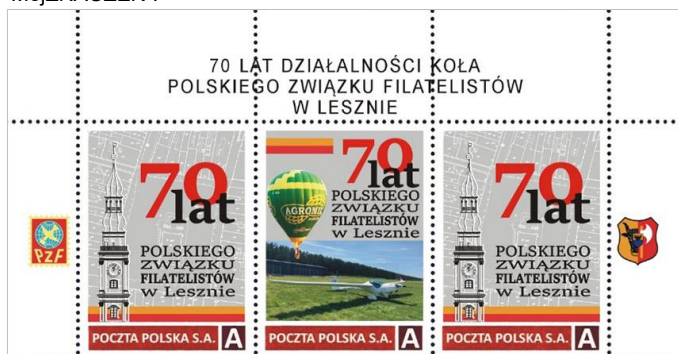 70 LAT DZIAŁALNOŚCI KOŁA
POLSKIEGO ZWIĄZKU FILATELISTÓW
W LESZNIE
70
lat
POLSKIEGO
ZWIĄZKU
FILATELISTÓW
w Lesznie
POCZTA POLSKA S.A. A
70
lat
POLSKIEGO
ZWIĄZKU
FILATELISTÓW
w Lesznie
AGRONAS
POCZTA POLSKA S.A. A
70
lat
POLSKIEGO
ZWIĄZKU
FILATELISTÓW
w Lesznie
POCZTA POLSKA S.A. A
PZF